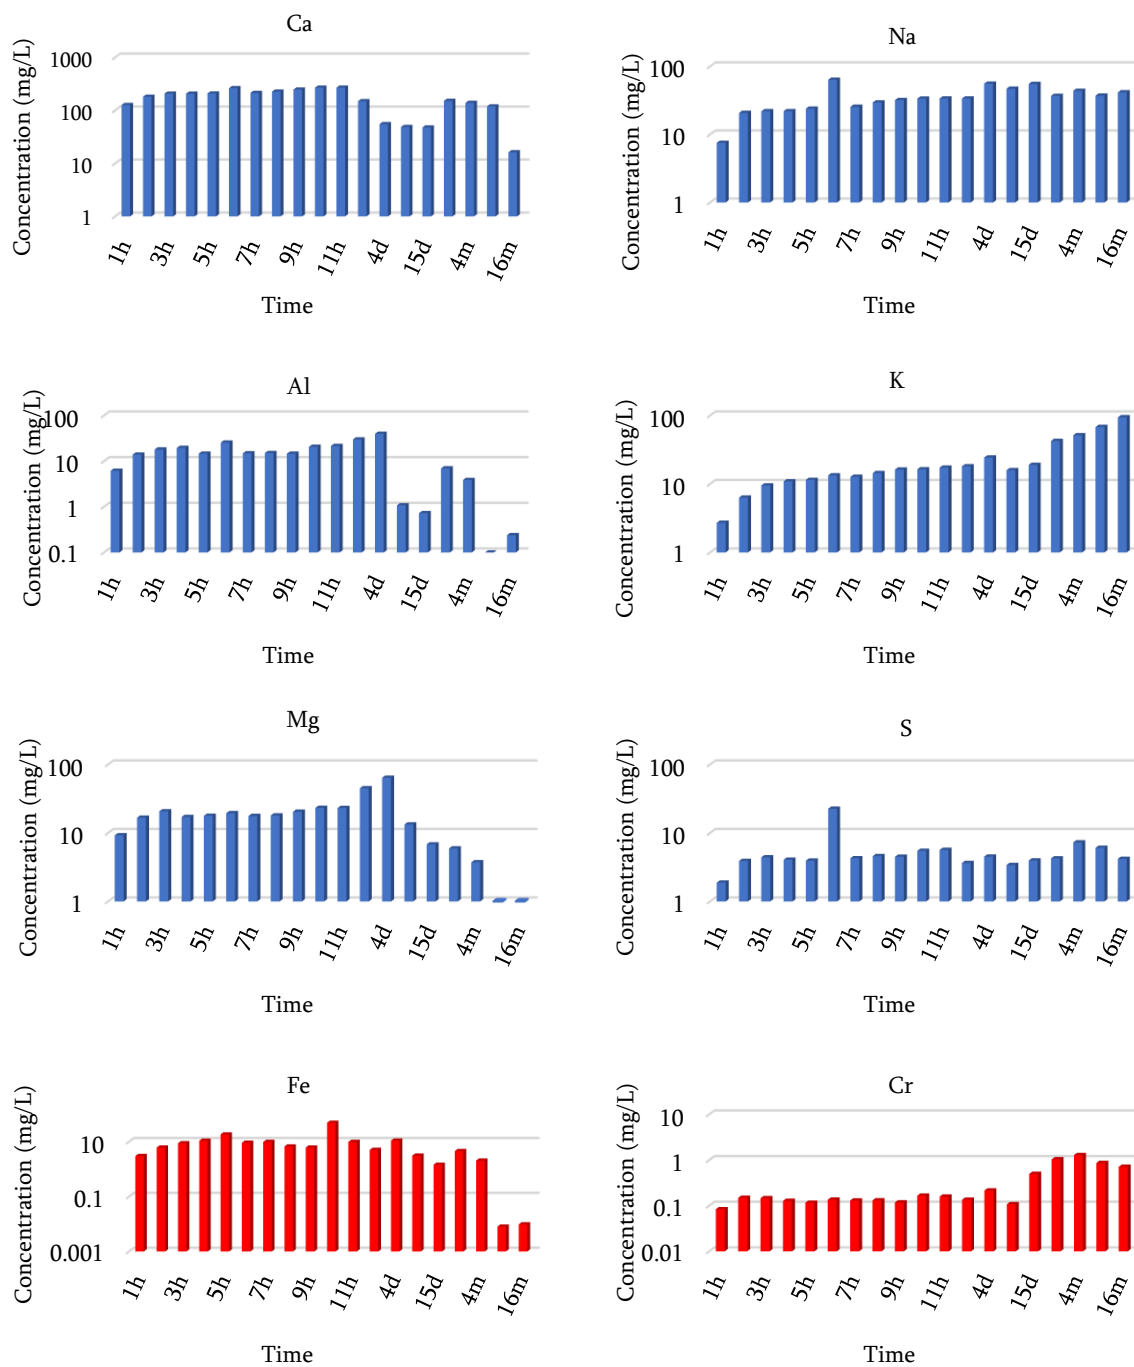 Ca
Concentration (mg/L)
1000
100
10
1
1h 3h 5h 7h 9h 11h 4d 15d 4m 16m
Time
Na
Concentration (mg/L)
100
10
1
1h 3h 5h 7h 9h 11h 4d 15d 4m 16m
Time
Al
Concentration (mg/L)
100
10
1
0.1
1h 3h 5h 7h 9h 11h 4d 15d 4m 16m
Time
K
Concentration (mg/L)
100
10
1
1h 3h 5h 7h 9h 11h 4d 15d 4m 16m
Time
Mg
Concentration (mg/L)
100
10
1
1h 3h 5h 7h 9h 11h 4d 15d 4m 16m
Time
S
Concentration (mg/L)
100
10
1
1h 3h 5h 7h 9h 11h 4d 15d 4m 16m
Time
Fe
Concentration (mg/L)
10
0.1
0.001
1h 3h 5h 7h 9h 11h 4d 15d 4m 16m
Time
Cr
Concentration (mg/L)
10
1
0.1
0.01
1h 3h 5h 7h 9h 11h 4d 15d 4m 16m
Time